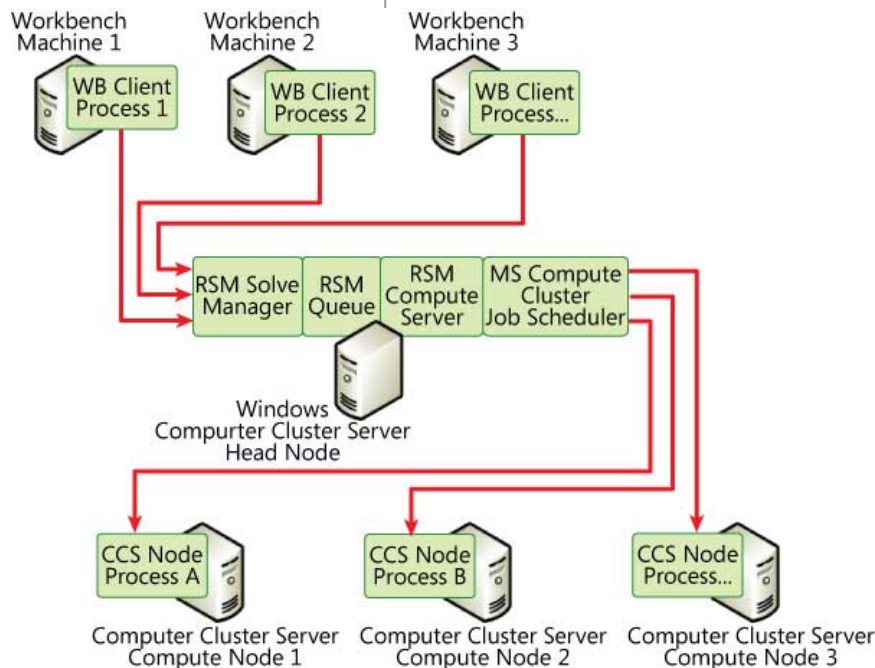 Workbench
Machine 1
Workbench
Machine 2
Workbench
Machine 3
WB Client
Process 1
WB Client
Process 2
WB Client
Process...
RSM Solve
Manager
RSM
Queue
RSM
Compute
Server
MS Compute
Cluster
Job Scheduler
Windows
Compurter Cluster Server
Head Node
CCS Node
Process A
CCS Node
Process B
CCS Node
Process...
Computer Cluster Server
Compute Node 1
Computer Cluster Server
Compute Node 2
Computer Cluster Server
Compute Node 3